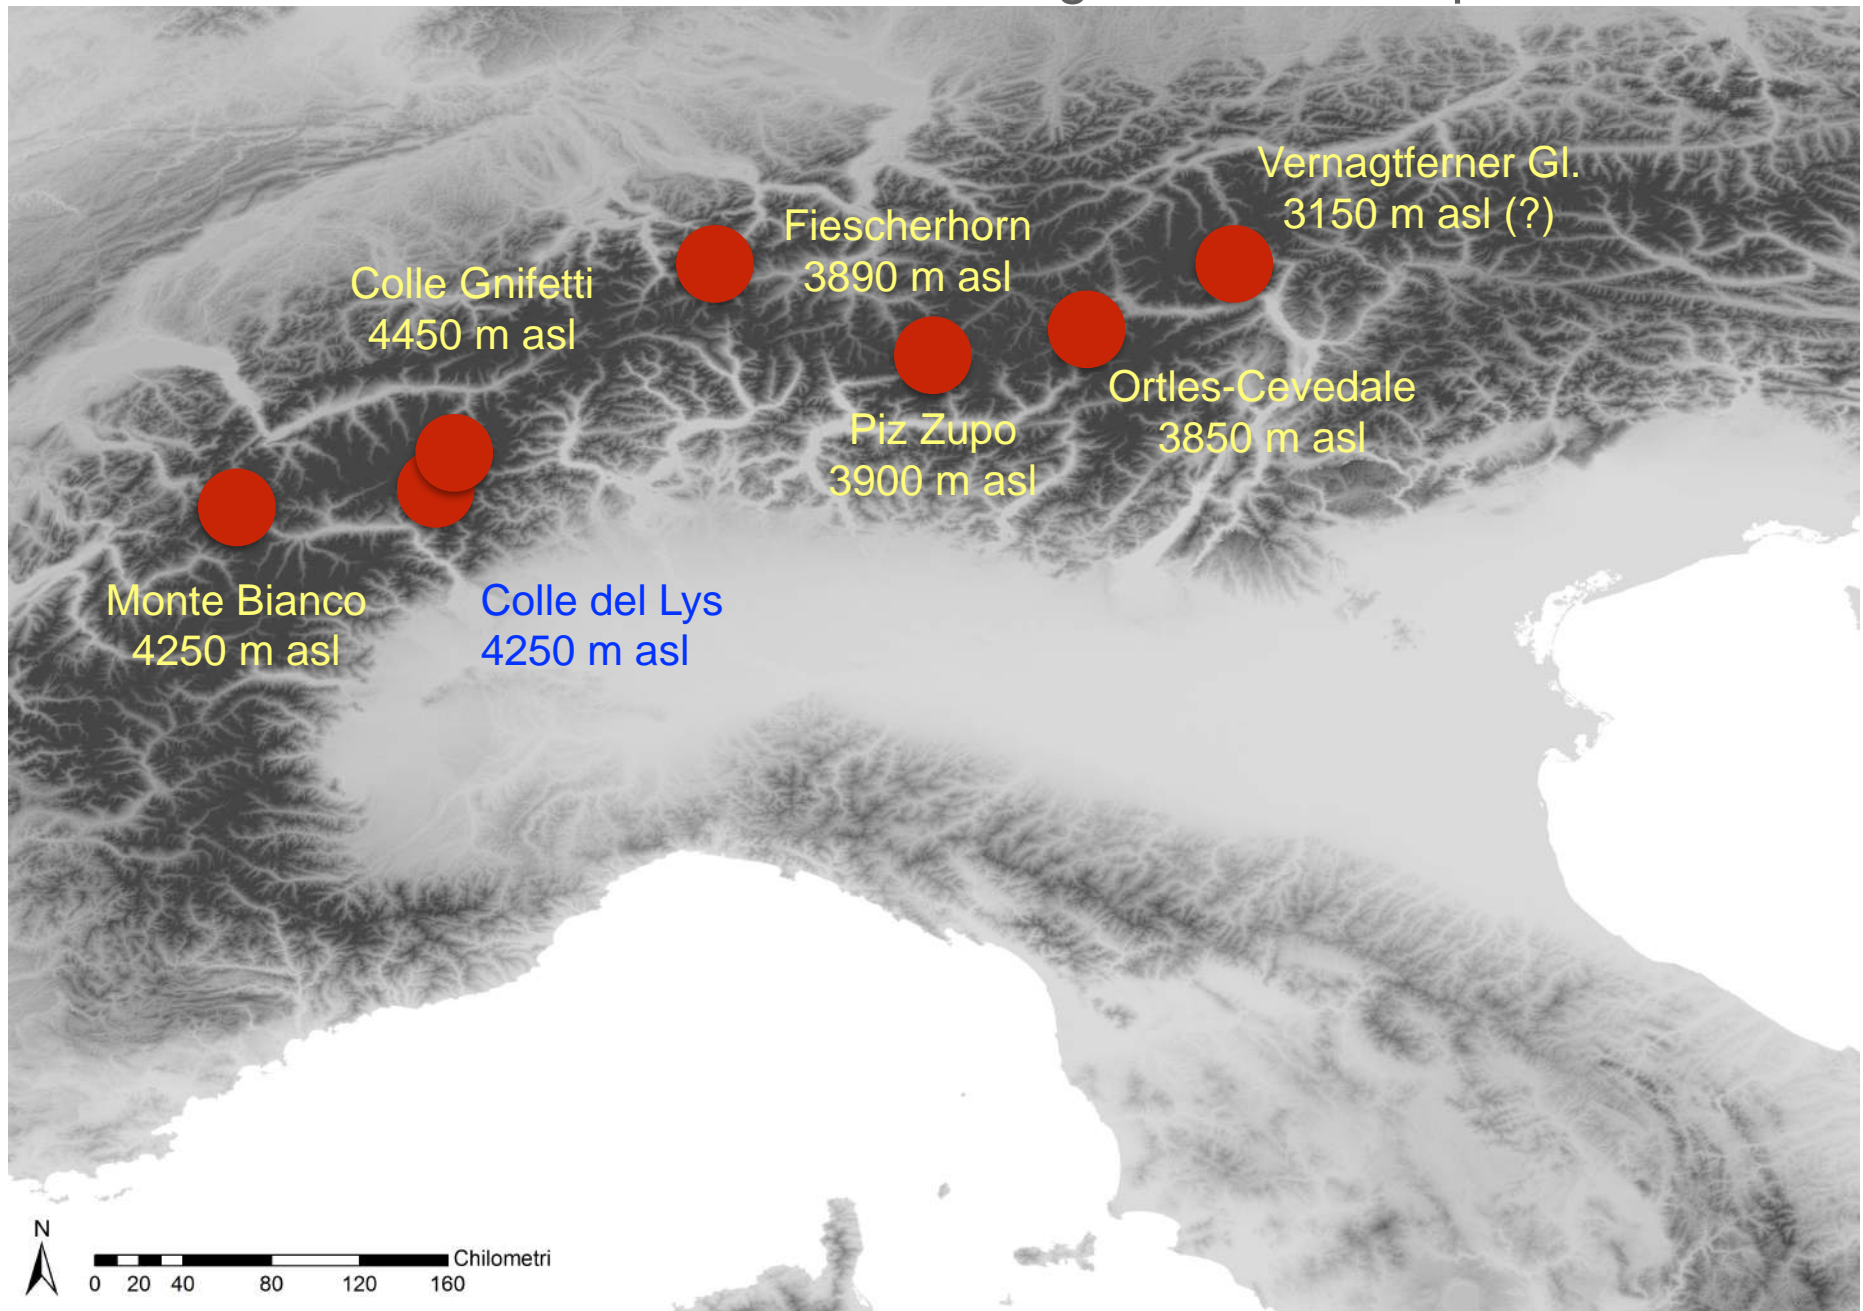 Vernagtferner Gl.
3150 m asl (?)
Fiescherhorn
3890 m asl
Colle Gnifetti
4450 m asl
Ortles-Cevedale
3850 m asl
Piz Zupo
3900 m asl
Monte Bianco
4250 m asl
Colle del Lys
4250 m asl
N
Chilometri
0 20 40 80 120 160